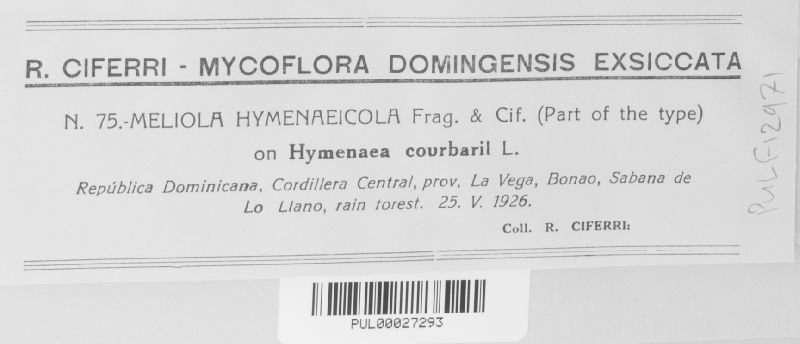 R. CIFERRI - MYCOFLORA DOMINGENSIS EXSICCATA
N. 75.-MELIOLA HYMENAEICOLA Frag. & Cif. (Part of the type)
on Hymenaea courbaril L.
República Dominicana, Cordillera Central, prov, La Vega, Bonao, Sabana de
Lo Llano, rain torest. 25. V. 1926.
Coll. R. CIFERRI:
PUL F12971
PUL00027293